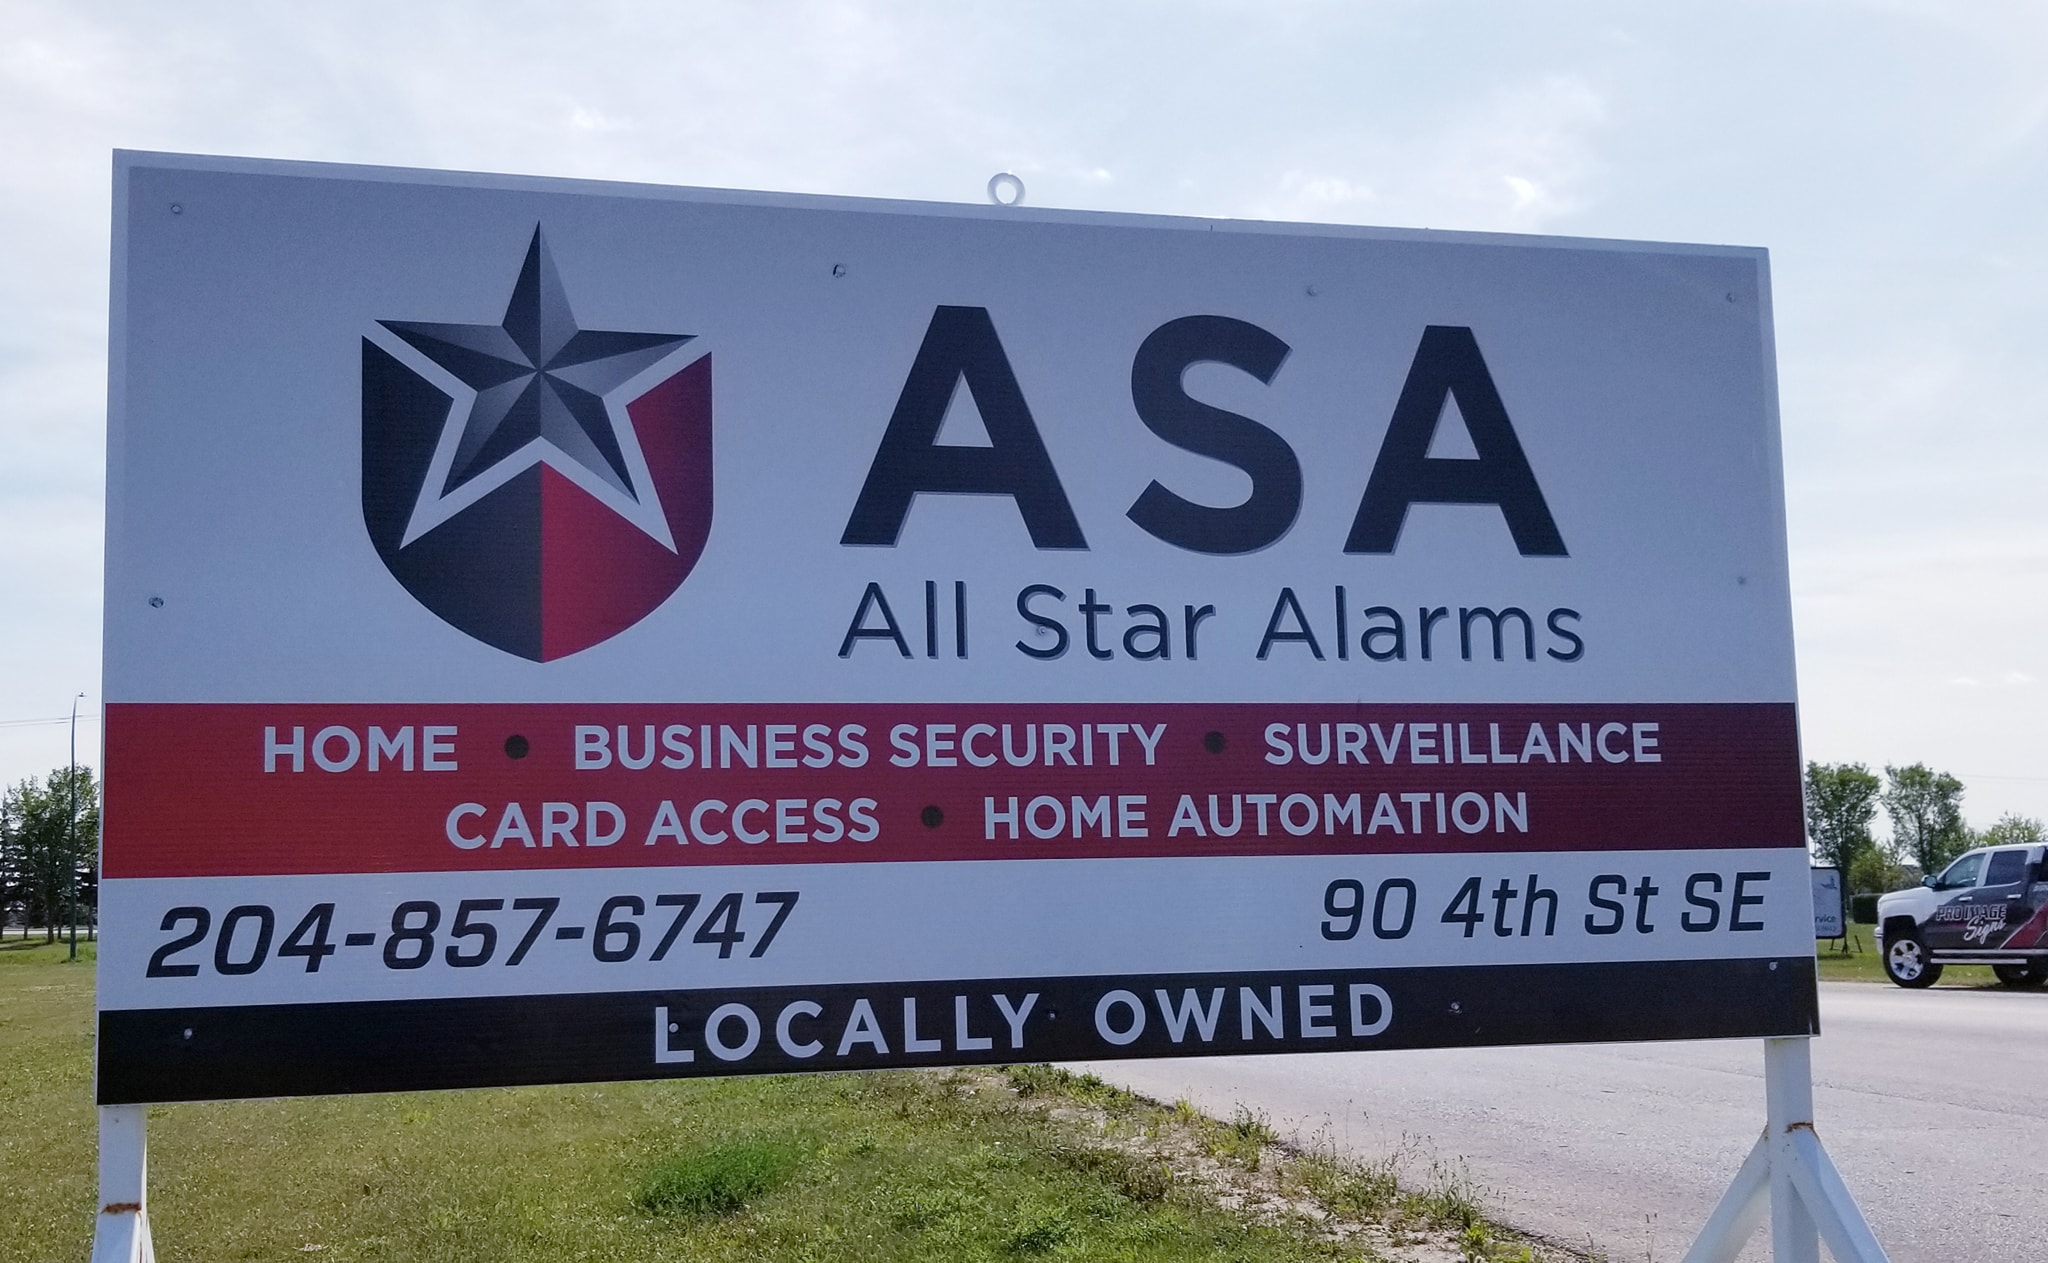 ASA
All Star Alarms
HOME • BUSINESS SECURITY • SURVEILLANCE
CARD ACCESS • HOME AUTOMATION
204-857-6747
90 4th St SE
LOCALLY OWNED
PRO IMAGE
Signs